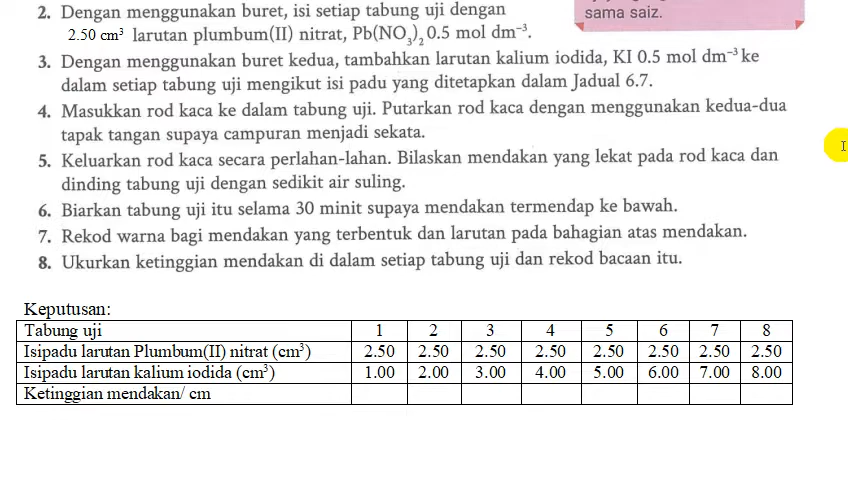 2. Dengan menggunakan buret, isi setiap tabung uji dengan
2.50 cm³ larutan plumbum(II) nitrat, Pb(NO₃)₂ 0.5 mol dm⁻³.
sama saiz.
3. Dengan menggunakan buret kedua, tambahkan larutan kalium iodida, KI 0.5 mol dm⁻³ ke
dalam setiap tabung uji mengikut isi padu yang ditetapkan dalam Jadual 6.7.
4. Masukkan rod kaca ke dalam tabung uji. Putarkan rod kaca dengan menggunakan kedua-dua
tapak tangan supaya campuran menjadi sekata.
5. Keluarkan rod kaca secara perlahan-lahan. Bilaskan mendakan yang lekat pada rod kaca dan
dinding tabung uji dengan sedikit air suling.
6. Biarkan tabung uji itu selama 30 minit supaya mendakan termendap ke bawah.
7. Rekod warna bagi mendakan yang terbentuk dan larutan pada bahagian atas mendakan.
8. Ukurkan ketinggian mendakan di dalam setiap tabung uji dan rekod bacaan itu.
Keputusan:
Tabung uji 1 2 3 4 5 6 7 8
Isipadu larutan Plumbum(II) nitrat (cm³) 2.50 2.50 2.50 2.50 2.50 2.50 2.50 2.50
Isipadu larutan kalium iodida (cm³) 1.00 2.00 3.00 4.00 5.00 6.00 7.00 8.00
Ketinggian mendakan/ cm